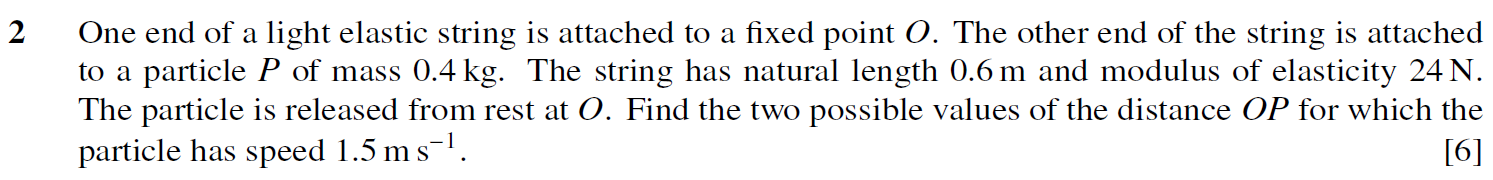 2 One end of a light elastic string is attached to a fixed point O. The other end of the string is attached
to a particle P of mass 0.4 kg. The string has natural length 0.6 m and modulus of elasticity 24 N.
The particle is released from rest at O. Find the two possible values of the distance OP for which the
particle has speed 1.5 m s⁻¹. [6]